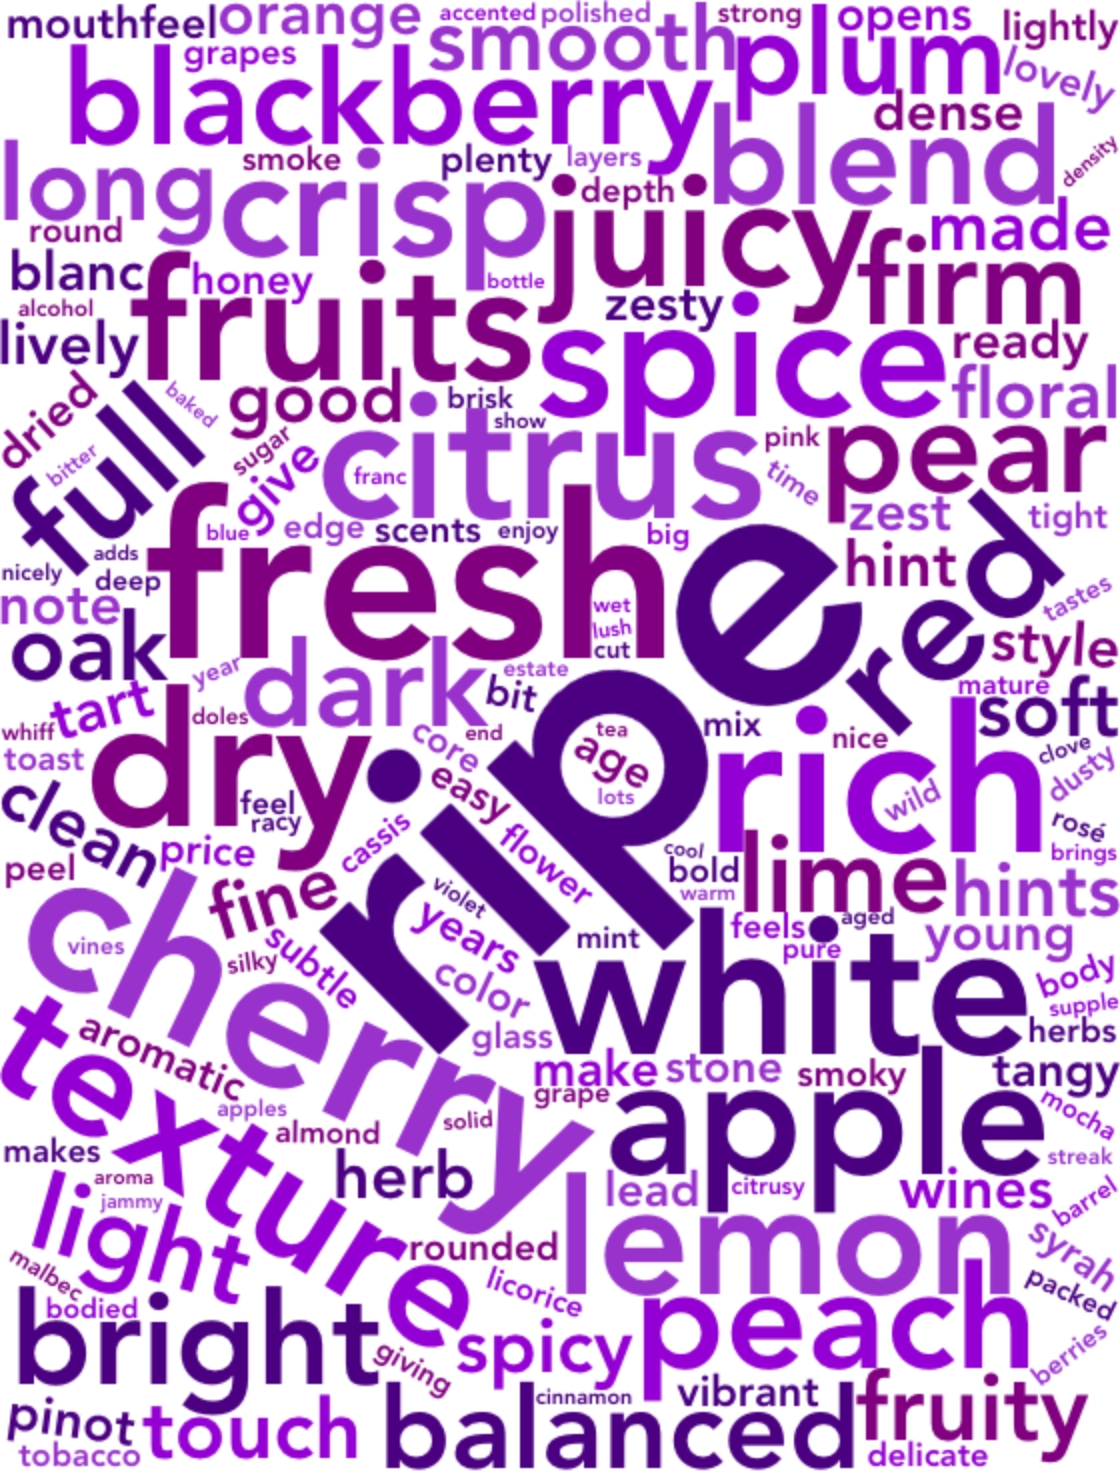 mouthfeel
orange
accented
polished
strong
opens
lightly
grapes
smooth
plum
lovely
blackberry
dense
smoke
plenty
layers
blend
density
long
crisp
depth
juicy
round
made
blanc
honey
bottle
firm
alcohol
fruits
zesty
lively
spice
ready
dried
full
baked
good
brisk
show
floral
bitter
sugar
give
citrus
franc
pink
time
pear
blue
edge
scents
enjoy
big
zest
tight
adds
nicely
deep
fresh
ripe
hint
red
note
wet
lush
cut
tastes
oak
year
dark
estate
bit
style
mature
tart
doles
whiff
toast
core
end
tea
age
lots
mix
nice
soft
clove
dusty
dry
easy
rich
wild
clean
feel
racy
flower
rosé
brings
price
cassis
cool
bold
warm
lime
hints
peel
fine
violet
years
mint
feels
aged
pure
young
cherry
vines
silky
subtle
color
glass
white
body
supple
herbs
texture
aromatic
make
stone
smoky
tangy
grape
apple
mocha
apples
almond
solid
makes
herb
streak
aroma
jammy
lead
citrusy
wines
barrel
light
lemon
syrah
malbec
rounded
licorice
packed
bodied
bright
spicy
peach
berries
giving
cinnamon
vibrant
fruity
pinot
touch
balanced
tobacco
delicate